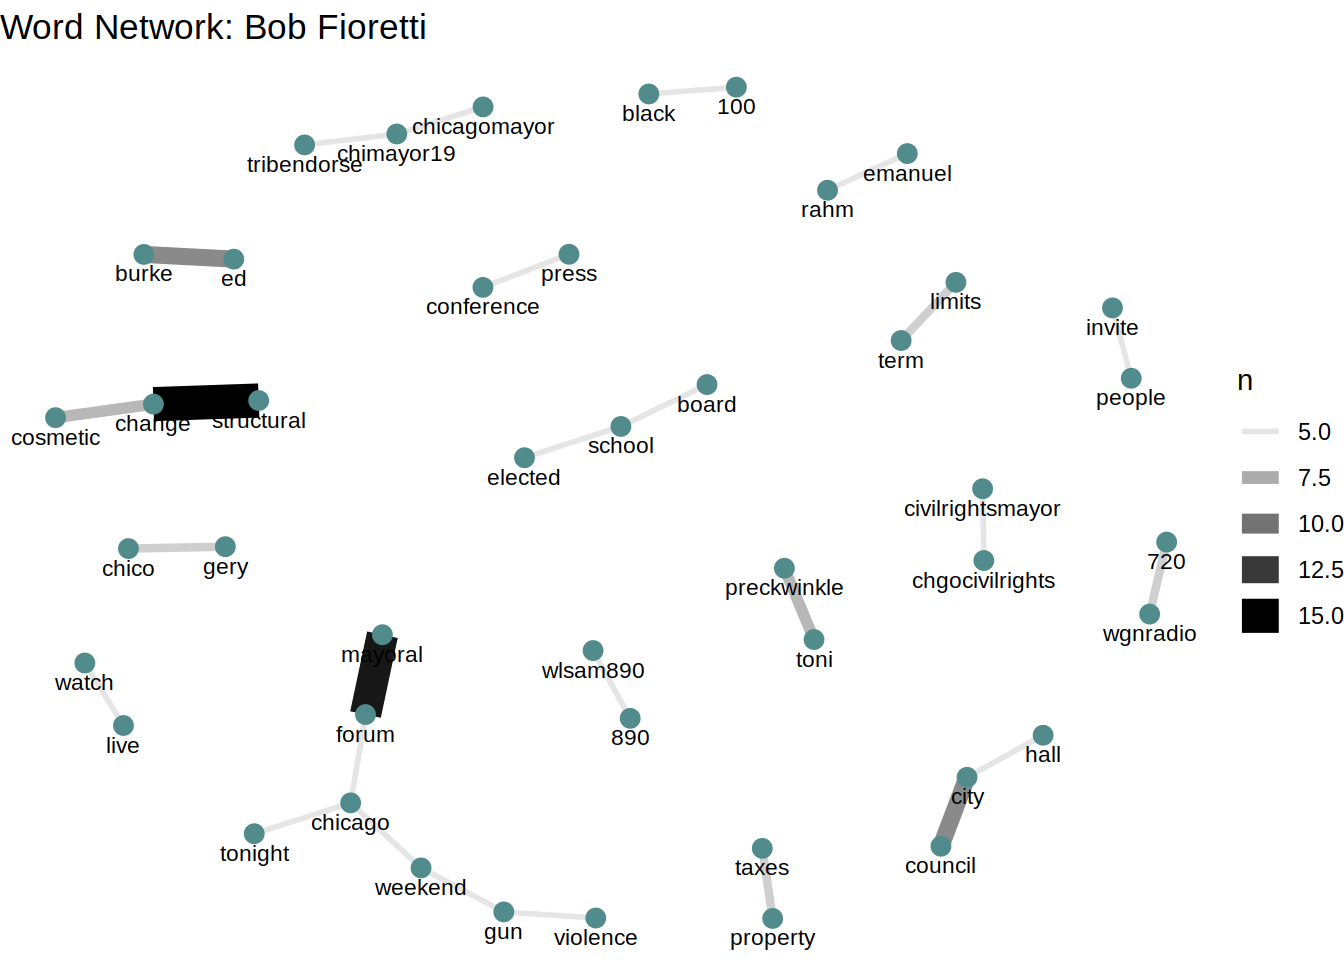 Word Network: Bob Fioretti
black
100
chicagomayor
chimayor19
tribendorse
emanuel
rahm
burke
ed
press
conference
limits
term
invite
people
n
board
school
elected
cosmetic
change
structural
5.0
7.5
10.0
12.5
15.0
civilrightsmayor
chgocivilrights
720
wgnradio
chico
gery
preckwinkle
toni
mayoral
forum
wlsam890
890
watch
live
hall
city
council
chicago
tonight
weekend
gun
violence
taxes
property